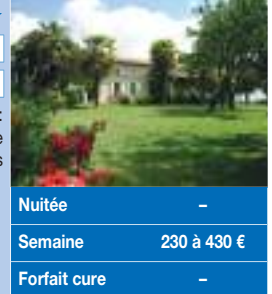 :
e
s
Nuitée –
Semaine 230 à 430 €
Forfait cure –